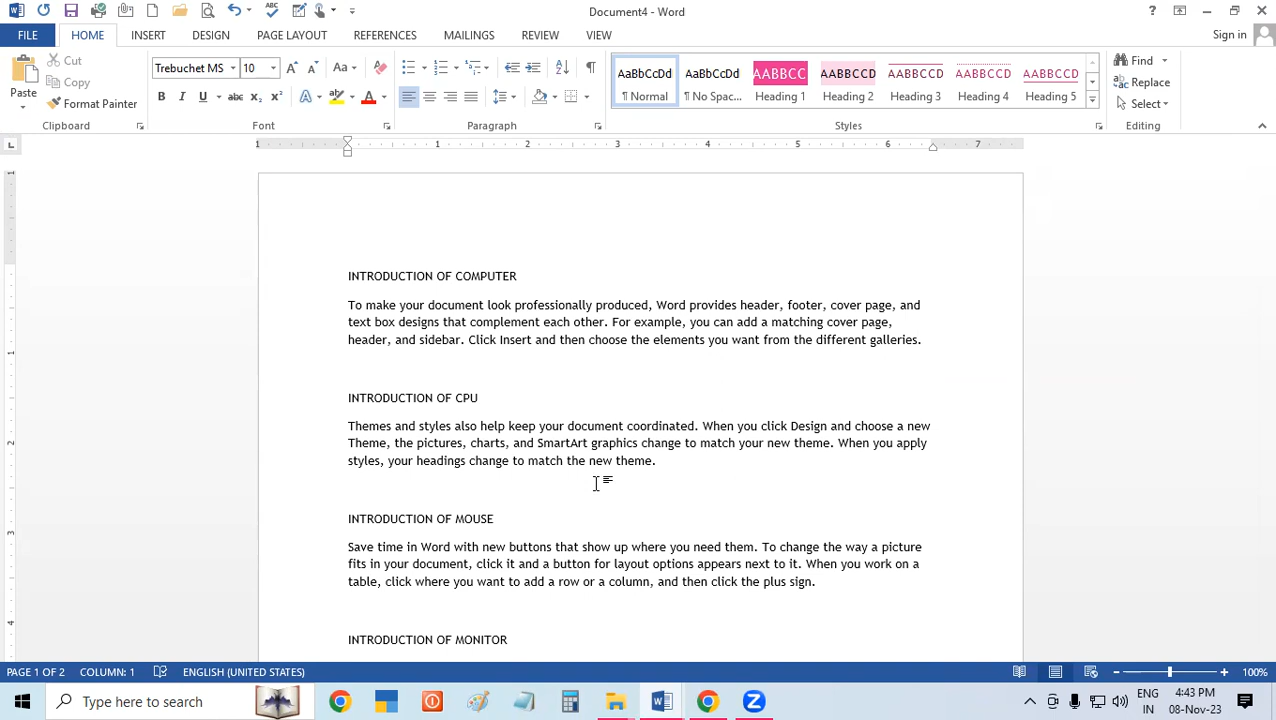 Document4 - Word
?
FILE HOME INSERT DESIGN PAGE LAYOUT REFERENCES MAILINGS REVIEW VIEW Sign in
Paste Cut
Copy
Format Painter
Clipboard
Trebuchet MS 10
B I U abc
Font
Paragraph
AaBbCcDd AaBbCcDd AABBCC AABBCCD AABBCCD AABBCCD AABBCCD
¶ Normal ¶ No Spac... Heading 1 Heading 2 Heading 3 Heading 4 Heading 5
Styles
Find
Replace
Select
Editing
1 1 2 3 4 5 6 7
INTRODUCTION OF COMPUTER
To make your document look professionally produced, Word provides header, footer, cover page, and
text box designs that complement each other. For example, you can add a matching cover page,
header, and sidebar. Click Insert and then choose the elements you want from the different galleries.
INTRODUCTION OF CPU
Themes and styles also help keep your document coordinated. When you click Design and choose a new
Theme, the pictures, charts, and SmartArt graphics change to match your new theme. When you apply
styles, your headings change to match the new theme.
INTRODUCTION OF MOUSE
Save time in Word with new buttons that show up where you need them. To change the way a picture
fits in your document, click it and a button for layout options appears next to it. When you work on a
table, click where you want to add a row or a column, and then click the plus sign.
INTRODUCTION OF MONITOR
PAGE 1 OF 2 COLUMN: 1 ENGLISH (UNITED STATES) 100%
Type here to search
ENG
IN
4:43 PM
08-Nov-23